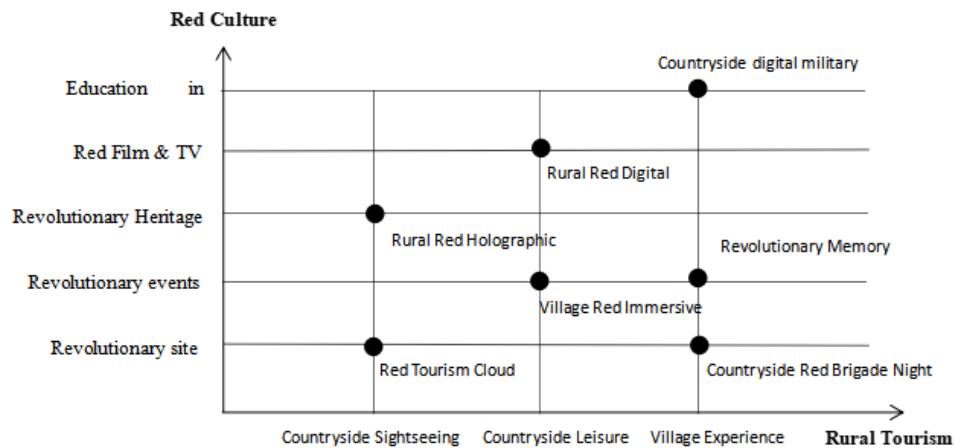 Red Culture
Countryside digital military
Education in
Red Film & TV
Rural Red Digital
Revolutionary Heritage
Rural Red Holographic
Revolutionary Memory
Revolutionary events
Village Red Immersive
Revolutionary site
Red Tourism Cloud
Countryside Red Brigade Night
Countryside Sightseeing Countryside Leisure Village Experience
Rural Tourism